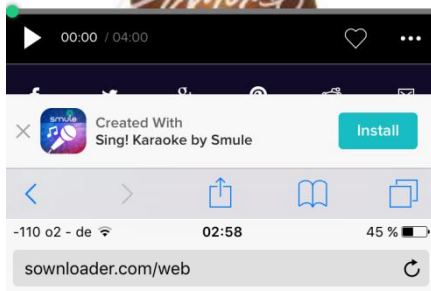 00:00 / 04:00
f g+
smule
Created With
Sing! Karaoke by Smule
Install
-110 o2 - de 02:58 45 %
sownloader.com/web